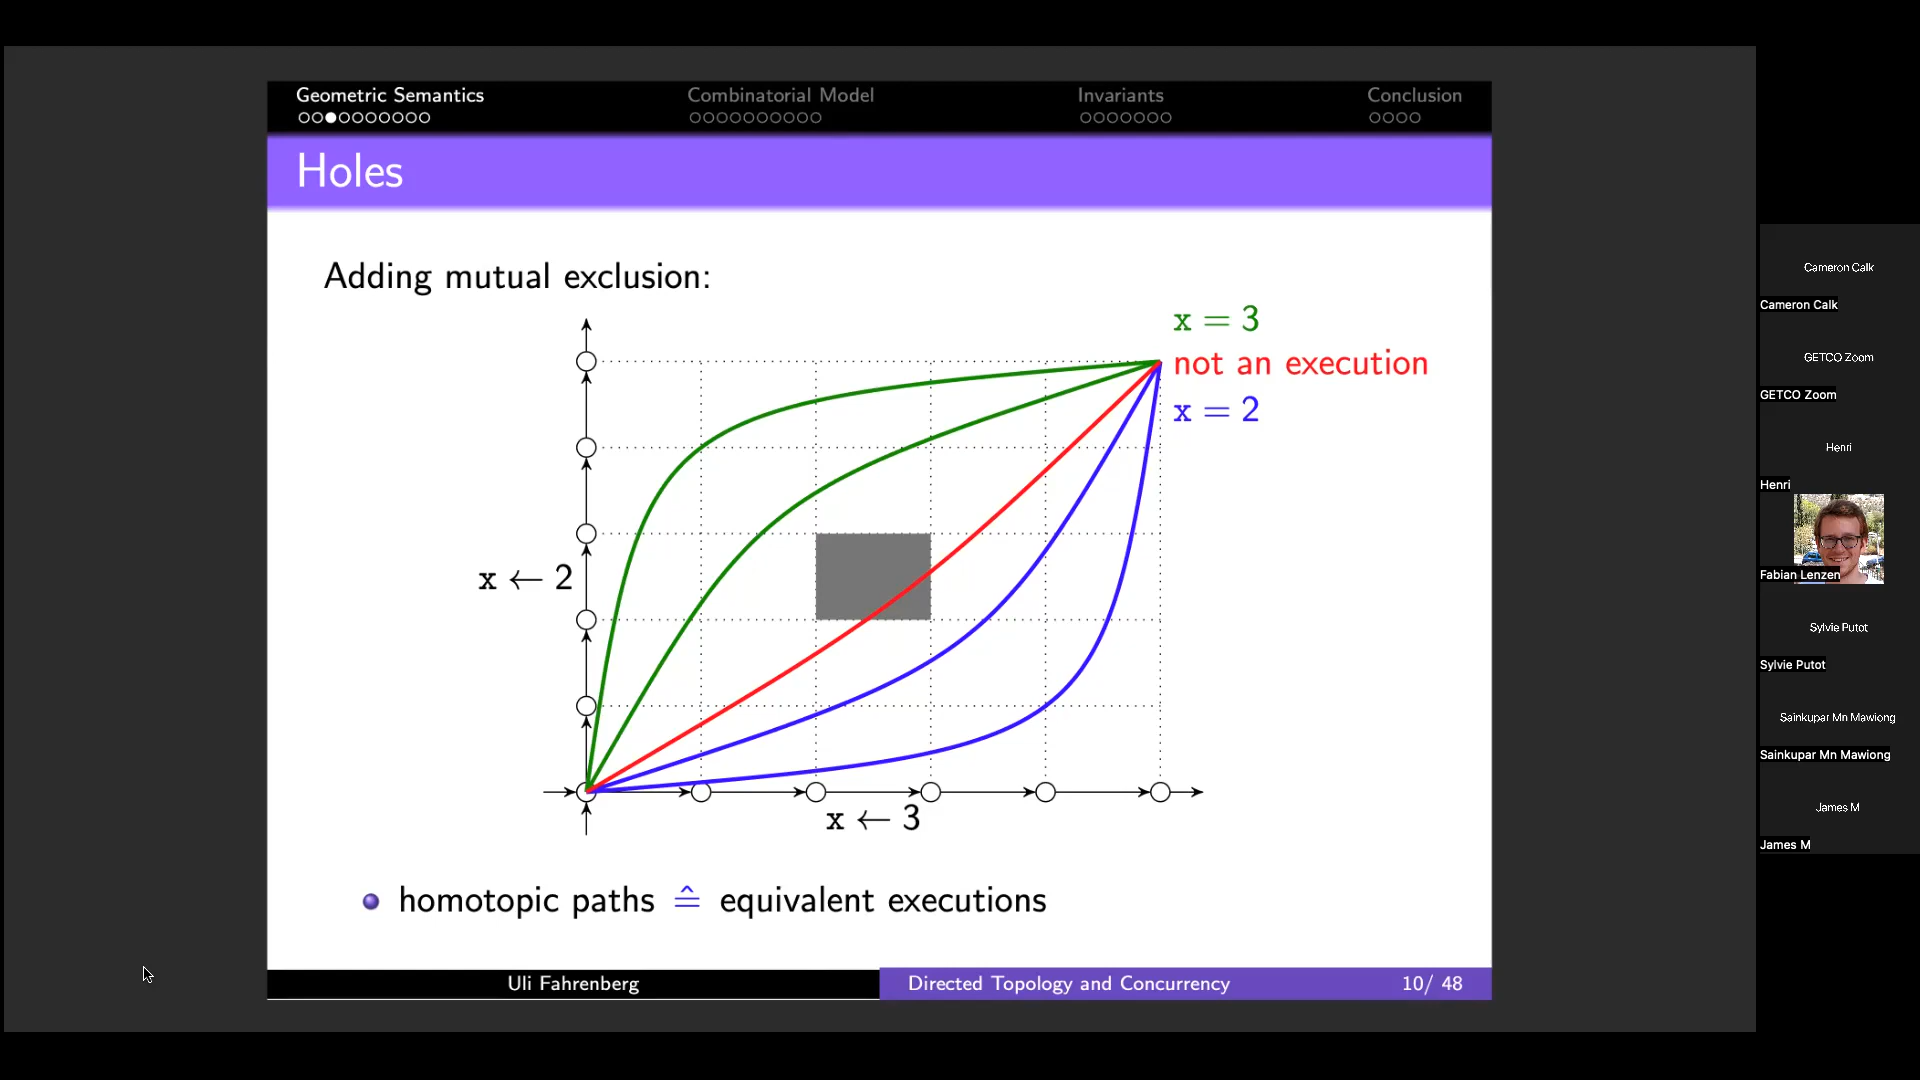 Geometric Semantics
Combinatorial Model
Invariants
Conclusion
Holes
Adding mutual exclusion:
x = 3
not an execution
x = 2
x ← 2
x ← 3
homotopic paths ≙ equivalent executions
Uli Fahrenberg
Directed Topology and Concurrency
10/ 48
Cameron Calk
Cameron Calk
GETCO Zoom
GETCO Zoom
Henri
Henri
Fabian Lenzen
Sylvie Putot
Sylvie Putot
Sainkupar Mn Mawiong
Sainkupar Mn Mawiong
James M
James M